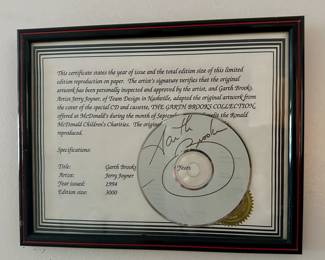 This certificate states the year of issue and the total edition size of this limited
edition reproduction on paper. The artist's signature verifies that the original
artwork has been personally inspected and approved by the artist, and Garth Brooks.
Artist Jerry Joyner, of Team Design in Nashville, adapted the original artwork from
the cover of the special CD and cassette, THE GARTH BROOKS COLLECTION,
offered at McDonald's during the month of Septem the Ronald
McDonald Children's Charities. The original
reproduced.
Specifications:
Title: Garth Brooks Years
Artist: Jerry Joyner
Year issued: 1994
Edition size: 3000
Garth
Brooks